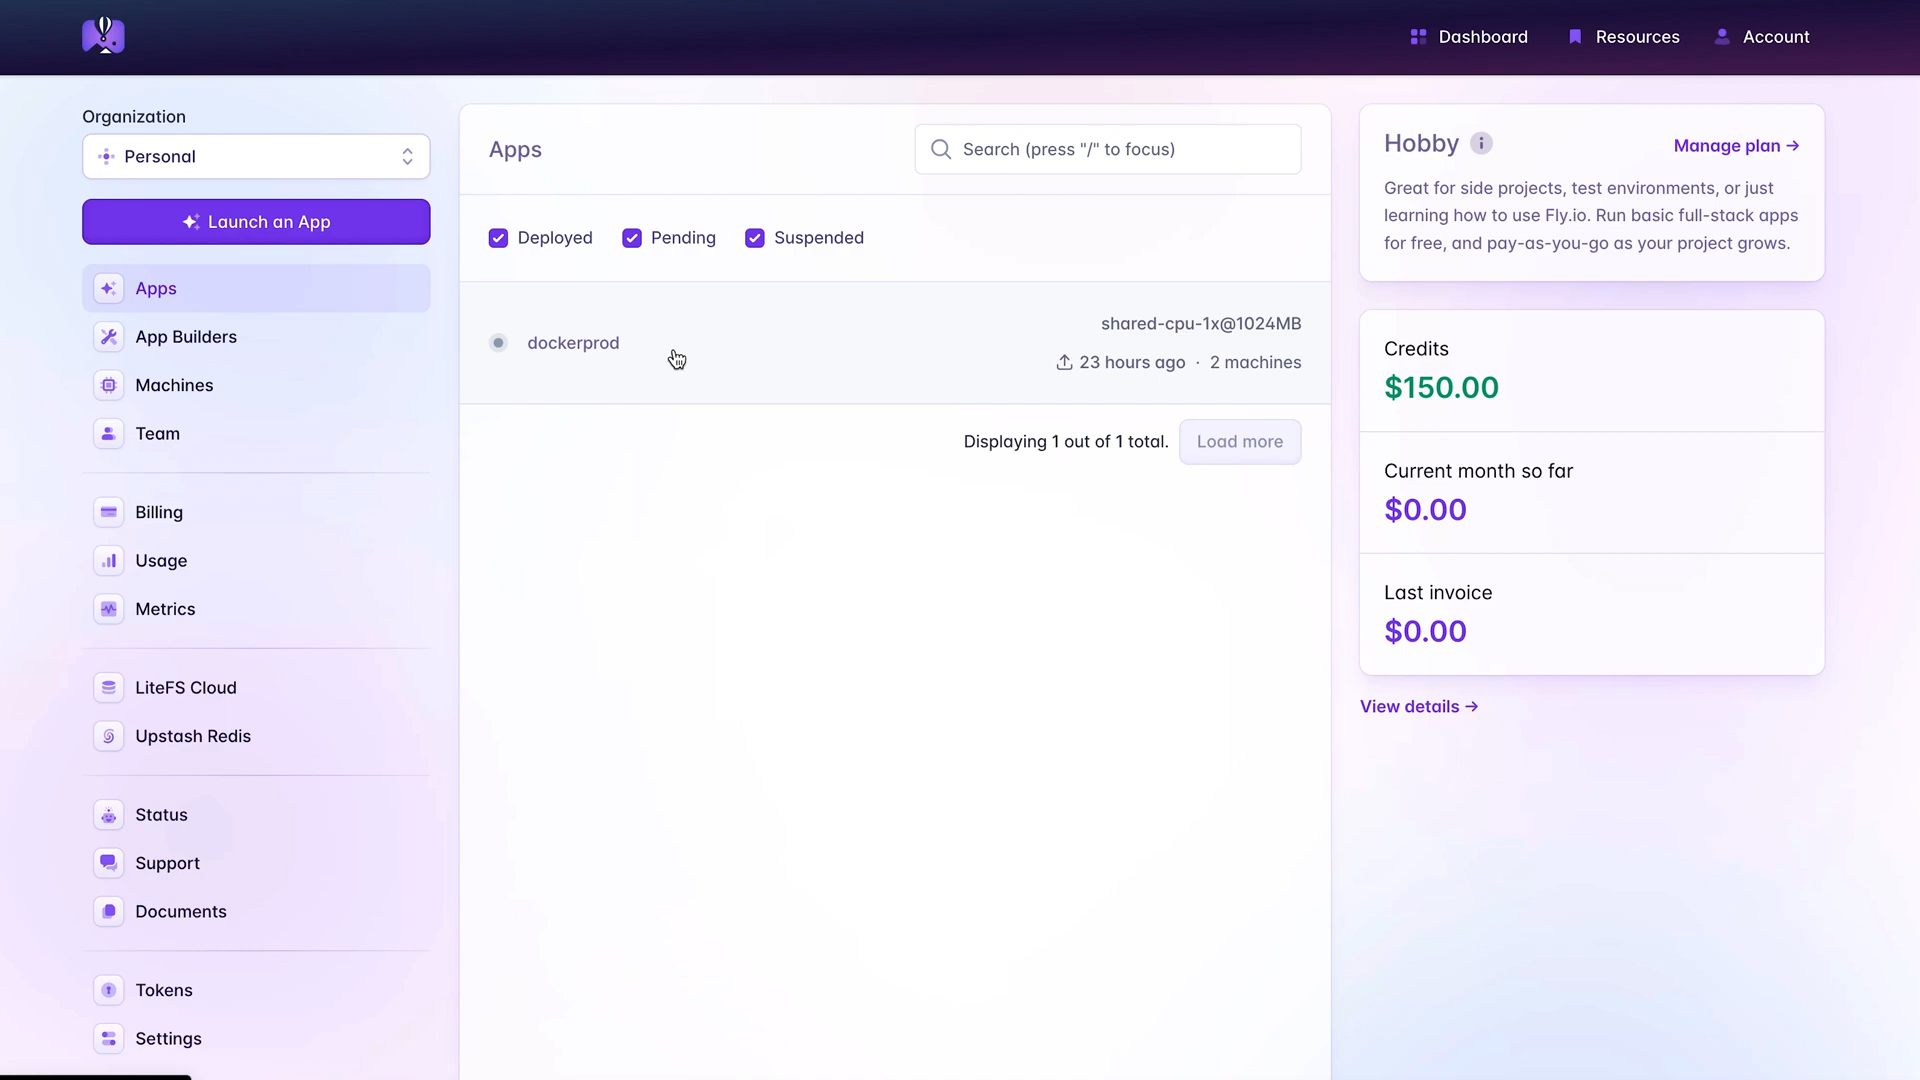 Dashboard
Resources
Account
Organization
Personal
Launch an App
Apps
App Builders
Machines
Team
Billing
Usage
Metrics
LiteFS Cloud
Upstash Redis
Status
Support
Documents
Tokens
Settings
Apps
Search (press "/" to focus)
Deployed
Pending
Suspended
dockerprod
shared-cpu-1x@1024MB
23 hours ago · 2 machines
Displaying 1 out of 1 total.
Load more
Hobby
Manage plan →
Great for side projects, test environments, or just
learning how to use Fly.io. Run basic full-stack apps
for free, and pay-as-you-go as your project grows.
Credits
$150.00
Current month so far
$0.00
Last invoice
$0.00
View details →